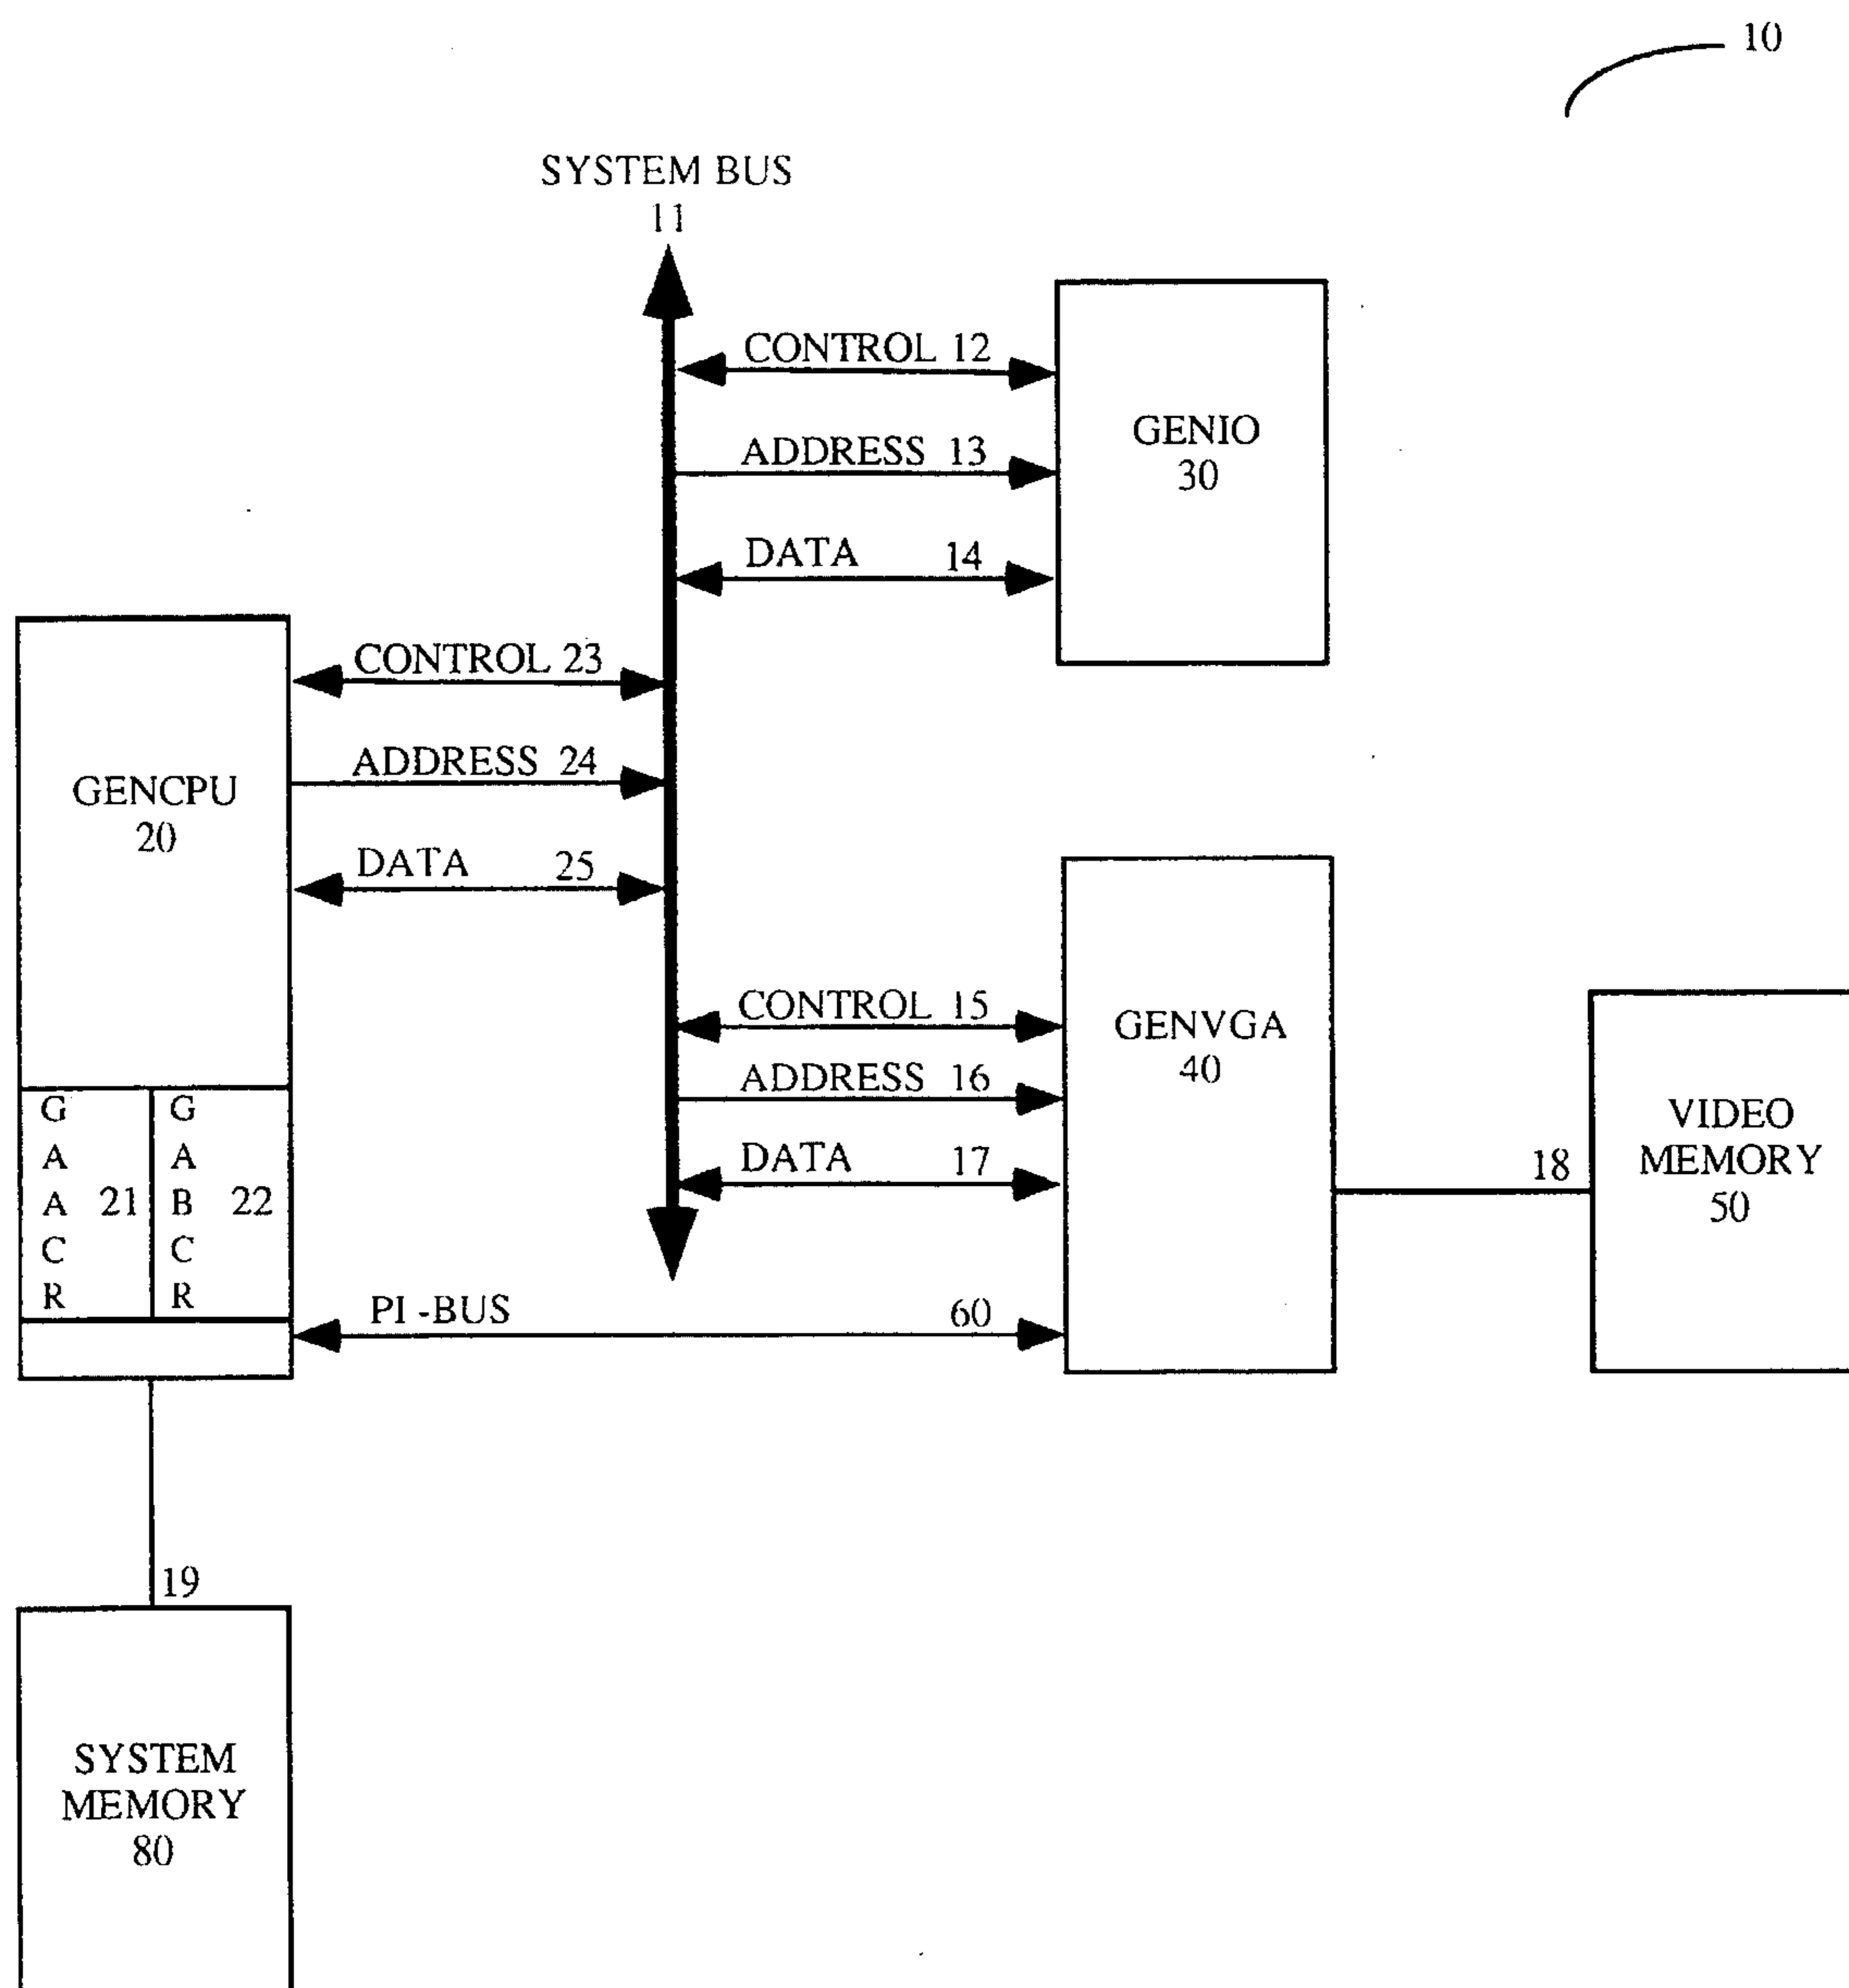 10
SYSTEM BUS
11
CONTROL 12
ADDRESS 13
DATA 14
GENIO
30
CONTROL 23
ADDRESS 24
DATA 25
GENCPU
20
CONTROL 15
ADDRESS 16
DATA 17
GENVGA
40
18
VIDEO
MEMORY
50
G
A
A
C
R
21
G
A
B
C
R
22
PI-BUS 60
19
SYSTEM
MEMORY
80